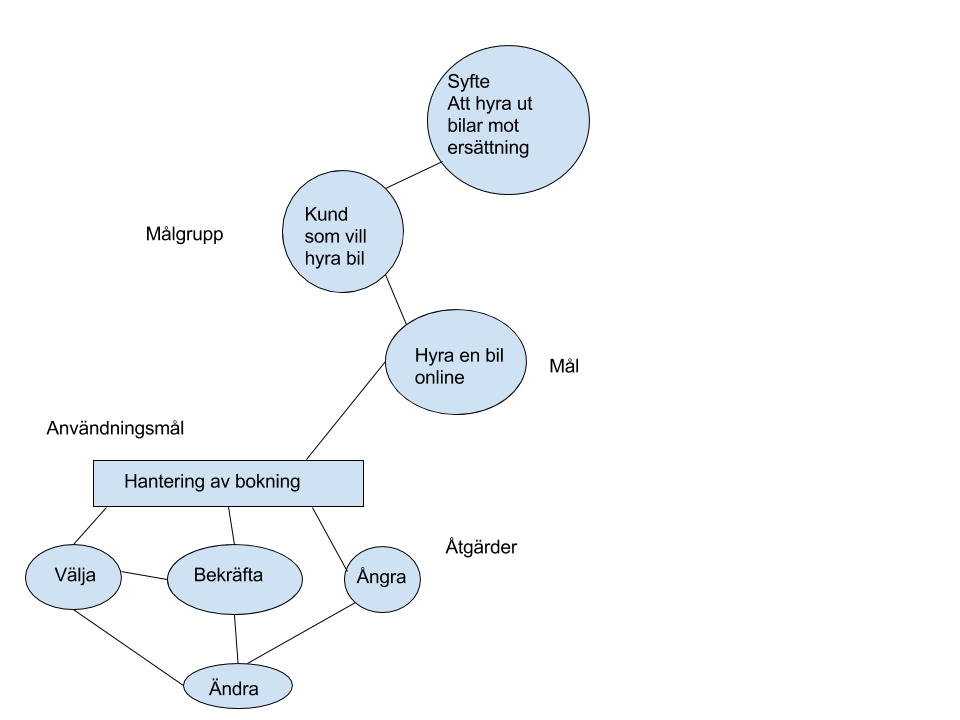 Syfte
Att hyra ut
bilar mot
ersättning
Målgrupp
Kund
som vill
hyra bil
Hyra en bil
online
Mål
Användningsmål
Hantering av bokning
Åtgärder
Välja
Bekräfta
Ångra
Ändra